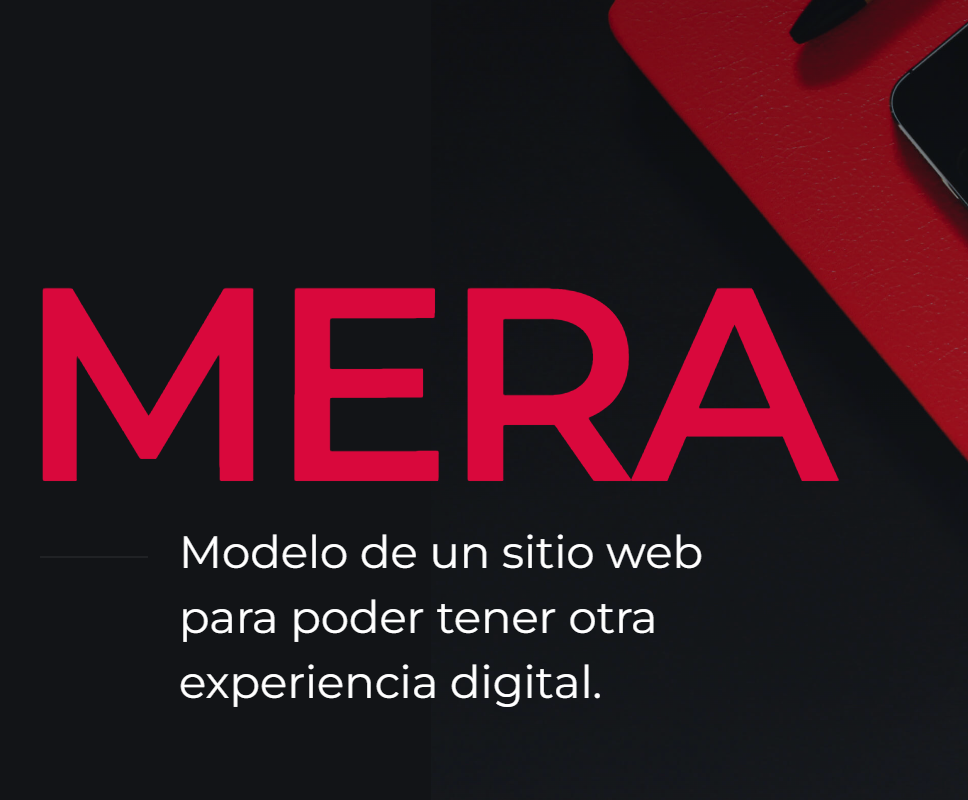 MERA
Modelo de un sitio web
para poder tener otra
experiencia digital.